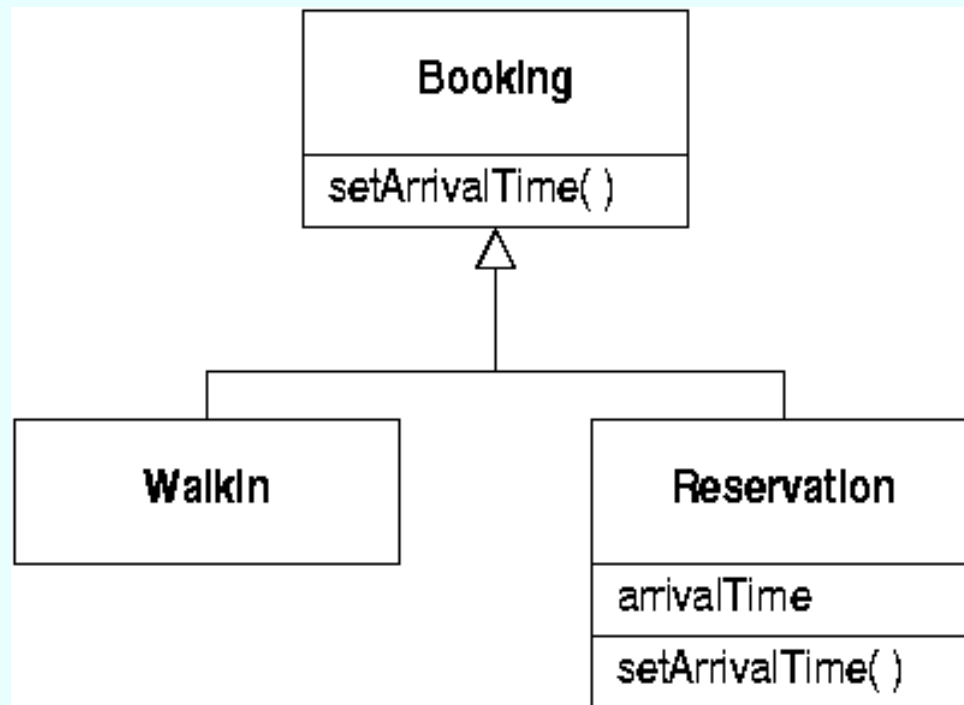 Booking
setArrivalTime( )
WalkIn
Reservation
arrivalTime
setArrivalTime( )